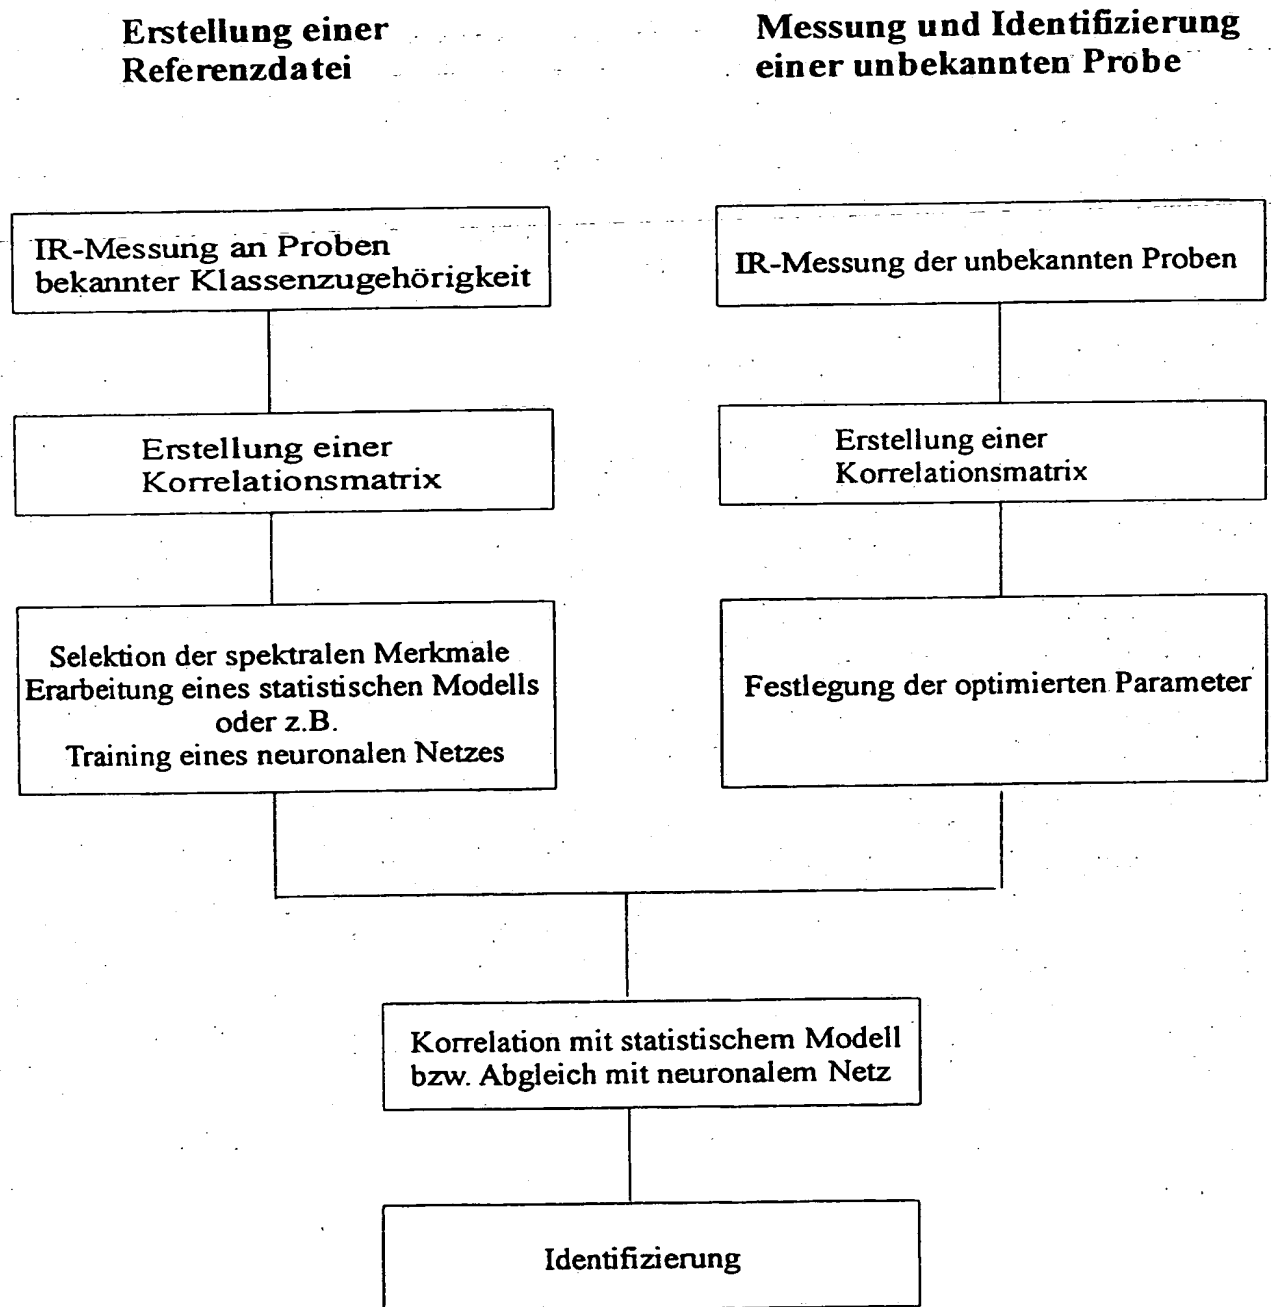 Erstellung einer
Referenzdatei
Messung und Identifizierung
einer unbekannten Probe
IR-Messung an Proben
bekannter Klassenzugehörigkeit
IR-Messung der unbekannten Proben
Erstellung einer
Korrelationsmatrix
Erstellung einer
Korrelationsmatrix
Selektion der spektralen Merkmale
Erarbeitung eines statistischen Modells
oder z.B.
Training eines neuronalen Netzes
Festlegung der optimierten Parameter
Korrelation mit statistischem Modell
bzw. Abgleich mit neuronalem Netz
Identifizierung